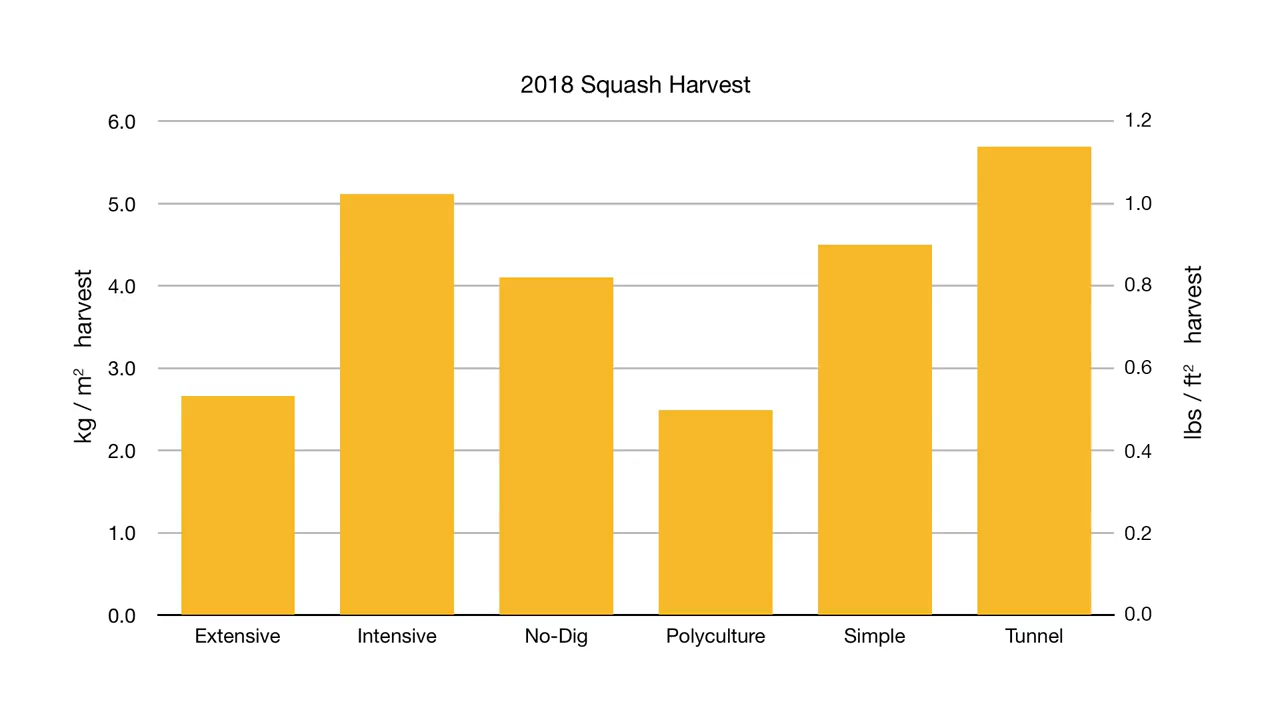 2018 Squash Harvest
6.0
5.0
4.0
3.0
2.0
1.0
0.0
kg / m² harvest
1.2
1.0
0.8
0.6
0.4
0.2
0.0
lbs / ft² harvest
Extensive
Intensive
No-Dig
Polyculture
Simple
Tunnel